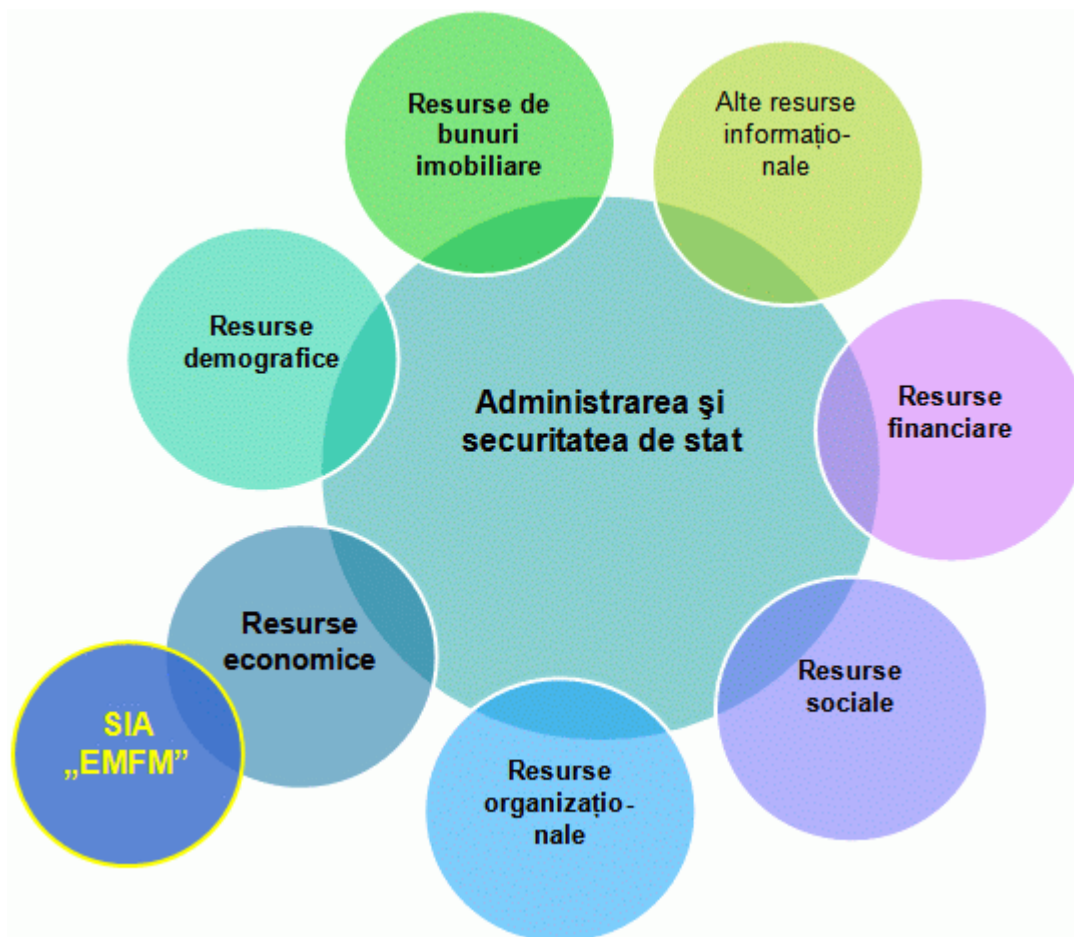 Resurse de
bunuri
imobiliare
Alte resurse
informațio-
nale
Resurse
demografice
Administrarea şi
securitatea de stat
Resurse
financiare
Resurse
economice
Resurse
sociale
SIA
„EMFM”
Resurse
organizațio-
nale